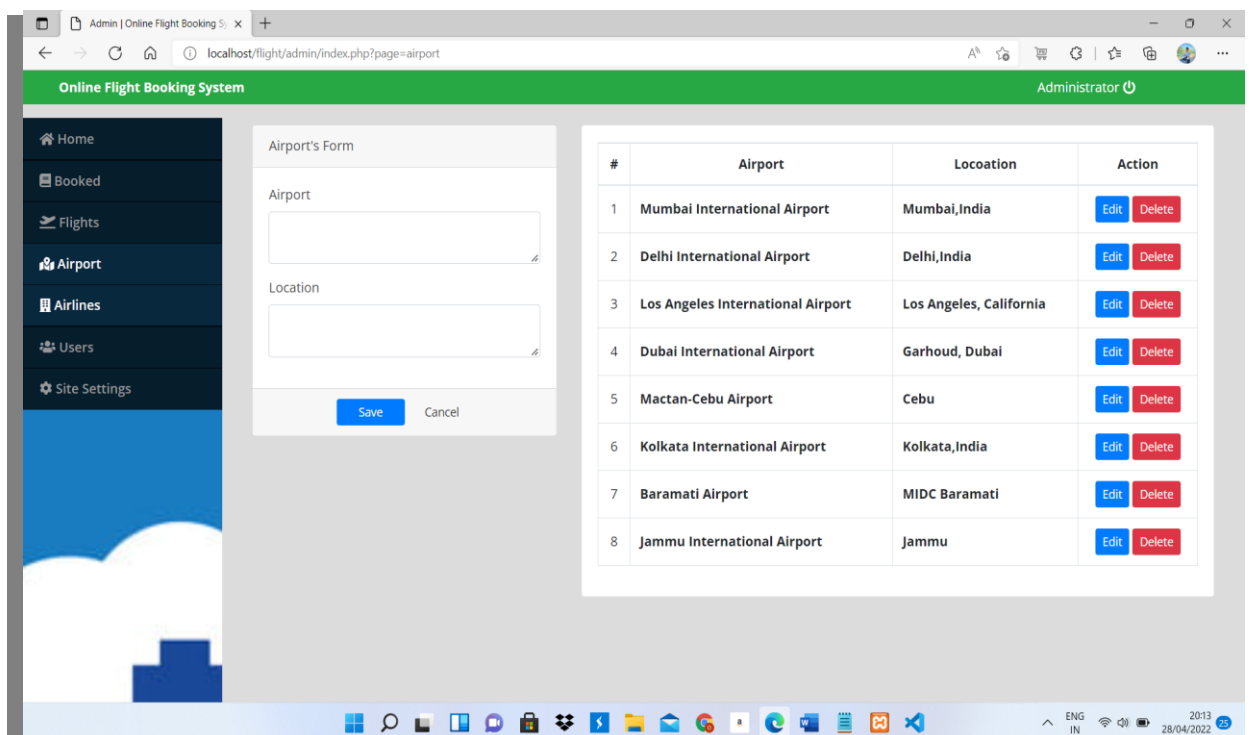 Admin | Online Flight Booking Sy
localhost/flight/admin/index.php?page=airport
Online Flight Booking System
Administrator
Home
Booked
Flights
Airport
Airlines
Users
Site Settings
Airport's Form
Airport
Location
Save Cancel
# Airport Locoation Action
1 Mumbai International Airport Mumbai,India Edit Delete
2 Delhi International Airport Delhi,India Edit Delete
3 Los Angeles International Airport Los Angeles, California Edit Delete
4 Dubai International Airport Garhoud, Dubai Edit Delete
5 Mactan-Cebu Airport Cebu Edit Delete
6 Kolkata International Airport Kolkata,India Edit Delete
7 Baramati Airport MIDC Baramati Edit Delete
8 Jammu International Airport Jammu Edit Delete
ENG
IN
20:13
28/04/2022
25